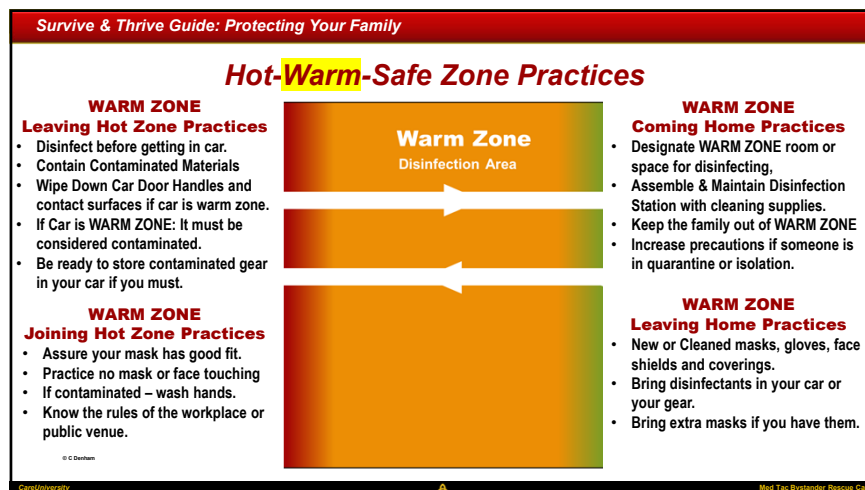 Survive & Thrive Guide: Protecting Your Family
Hot-Warm-Safe Zone Practices
WARM ZONE
Leaving Hot Zone Practices
• Disinfect before getting in car.
• Contain Contaminated Materials
• Wipe Down Car Door Handles and
contact surfaces if car is warm zone.
• If Car is WARM ZONE: It must be
considered contaminated.
• Be ready to store contaminated gear
in your car if you must.
WARM ZONE
Joining Hot Zone Practices
• Assure your mask has good fit.
• Practice no mask or face touching
• If contaminated – wash hands.
• Know the rules of the workplace or
public venue.
© C Denham
Warm Zone
Disinfection Area
WARM ZONE
Coming Home Practices
• Designate WARM ZONE room or
space for disinfecting,
• Assemble & Maintain Disinfection
Station with cleaning supplies.
• Keep the family out of WARM ZONE
• Increase precautions if someone is
in quarantine or isolation.
WARM ZONE
Leaving Home Practices
• New or Cleaned masks, gloves, face
shields and coverings.
• Bring disinfectants in your car or
your gear.
• Bring extra masks if you have them.
CareUniversity
Med Tac Bystander Rescue Ca